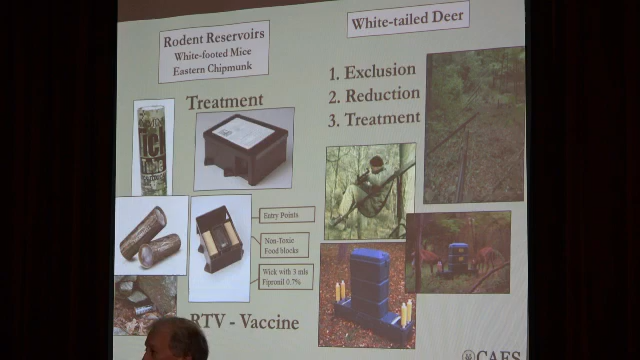 Rodent Reservoirs
White-footed Mice
Eastern Chipmunk
White-tailed Deer
Treatment
1. Exclusion
2. Reduction
3. Treatment
Entry Points
Non-Toxic
Food blocks
Wick with 3 mls
Fipronil 0.7%
RTV - Vaccine
CAES